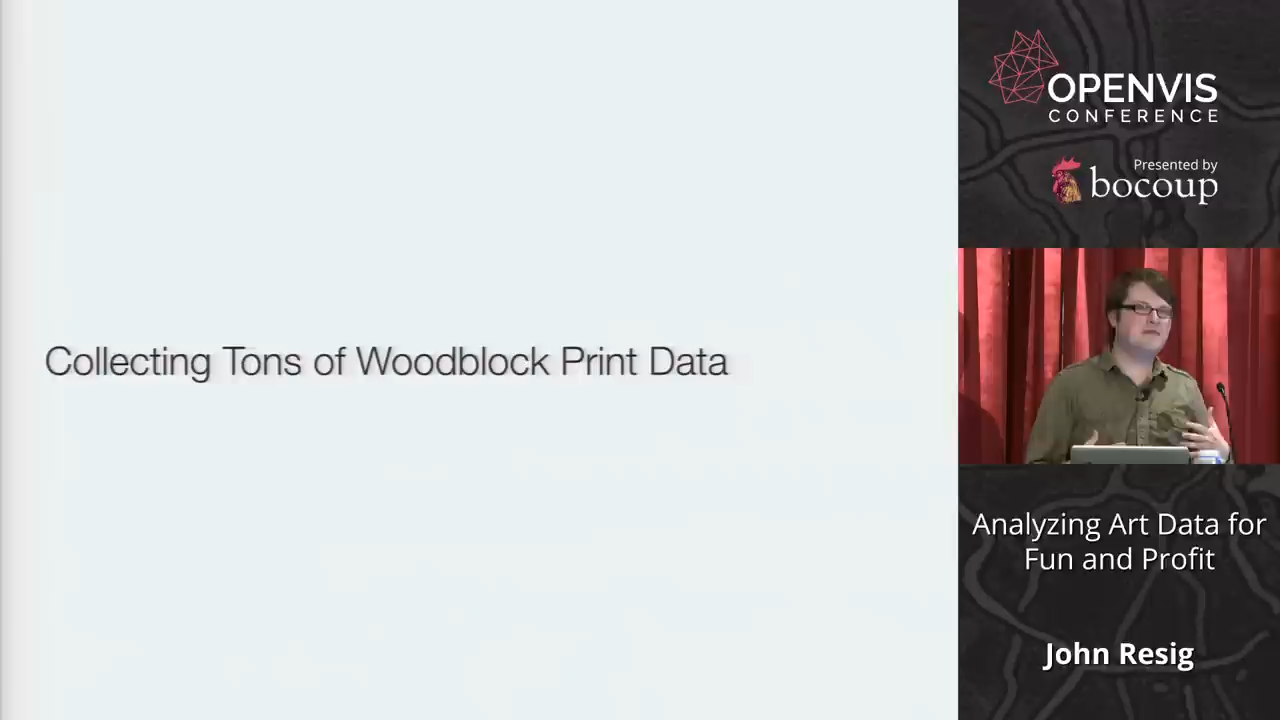 Collecting Tons of Woodblock Print Data
OPENVIS
CONFERENCE
Presented by
bocoup
Analyzing Art Data for
Fun and Profit
John Resig